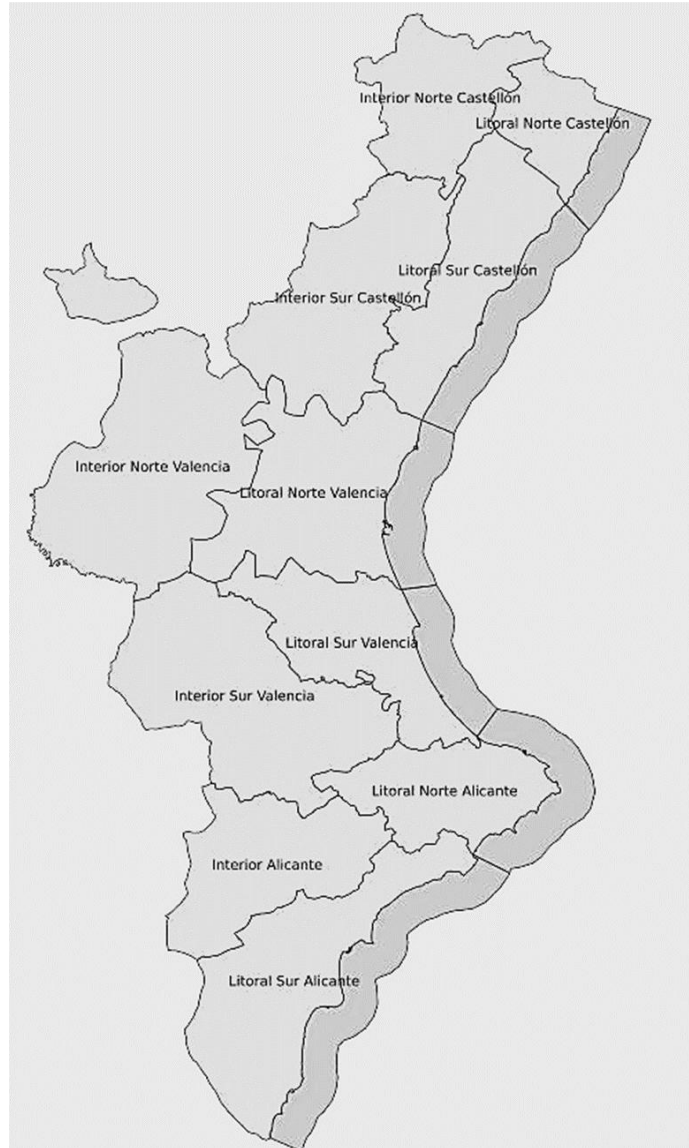 Interior Norte Castellón
Litoral Norte Castellón
Litoral Sur Castellón
Interior Sur Castellón
Interior Norte Valencia
Litoral Norte Valencia
Litoral Sur Valencia
Interior Sur Valencia
Litoral Norte Alicante
Interior Alicante
Litoral Sur Alicante